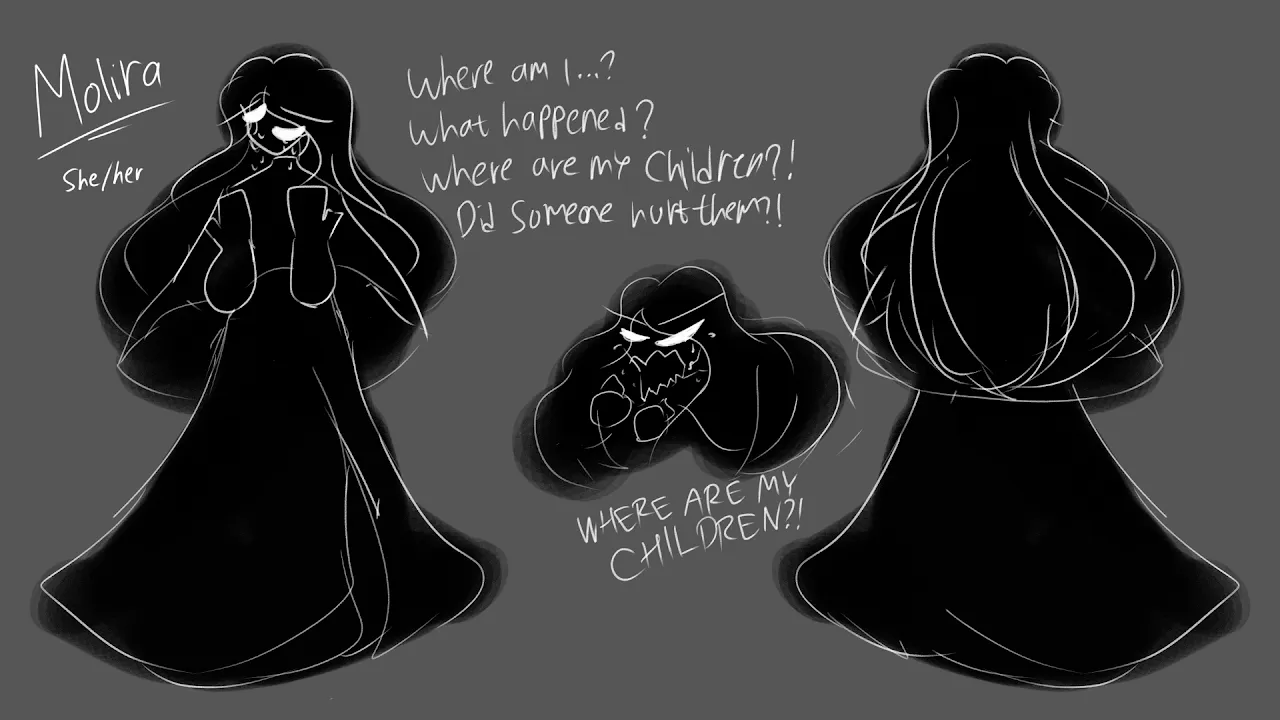 Molira
She/her
Where am I...?
What happened?
Where are my Children?!
Did Someone hurt them?!
WHERE ARE MY
CHILDREN?!